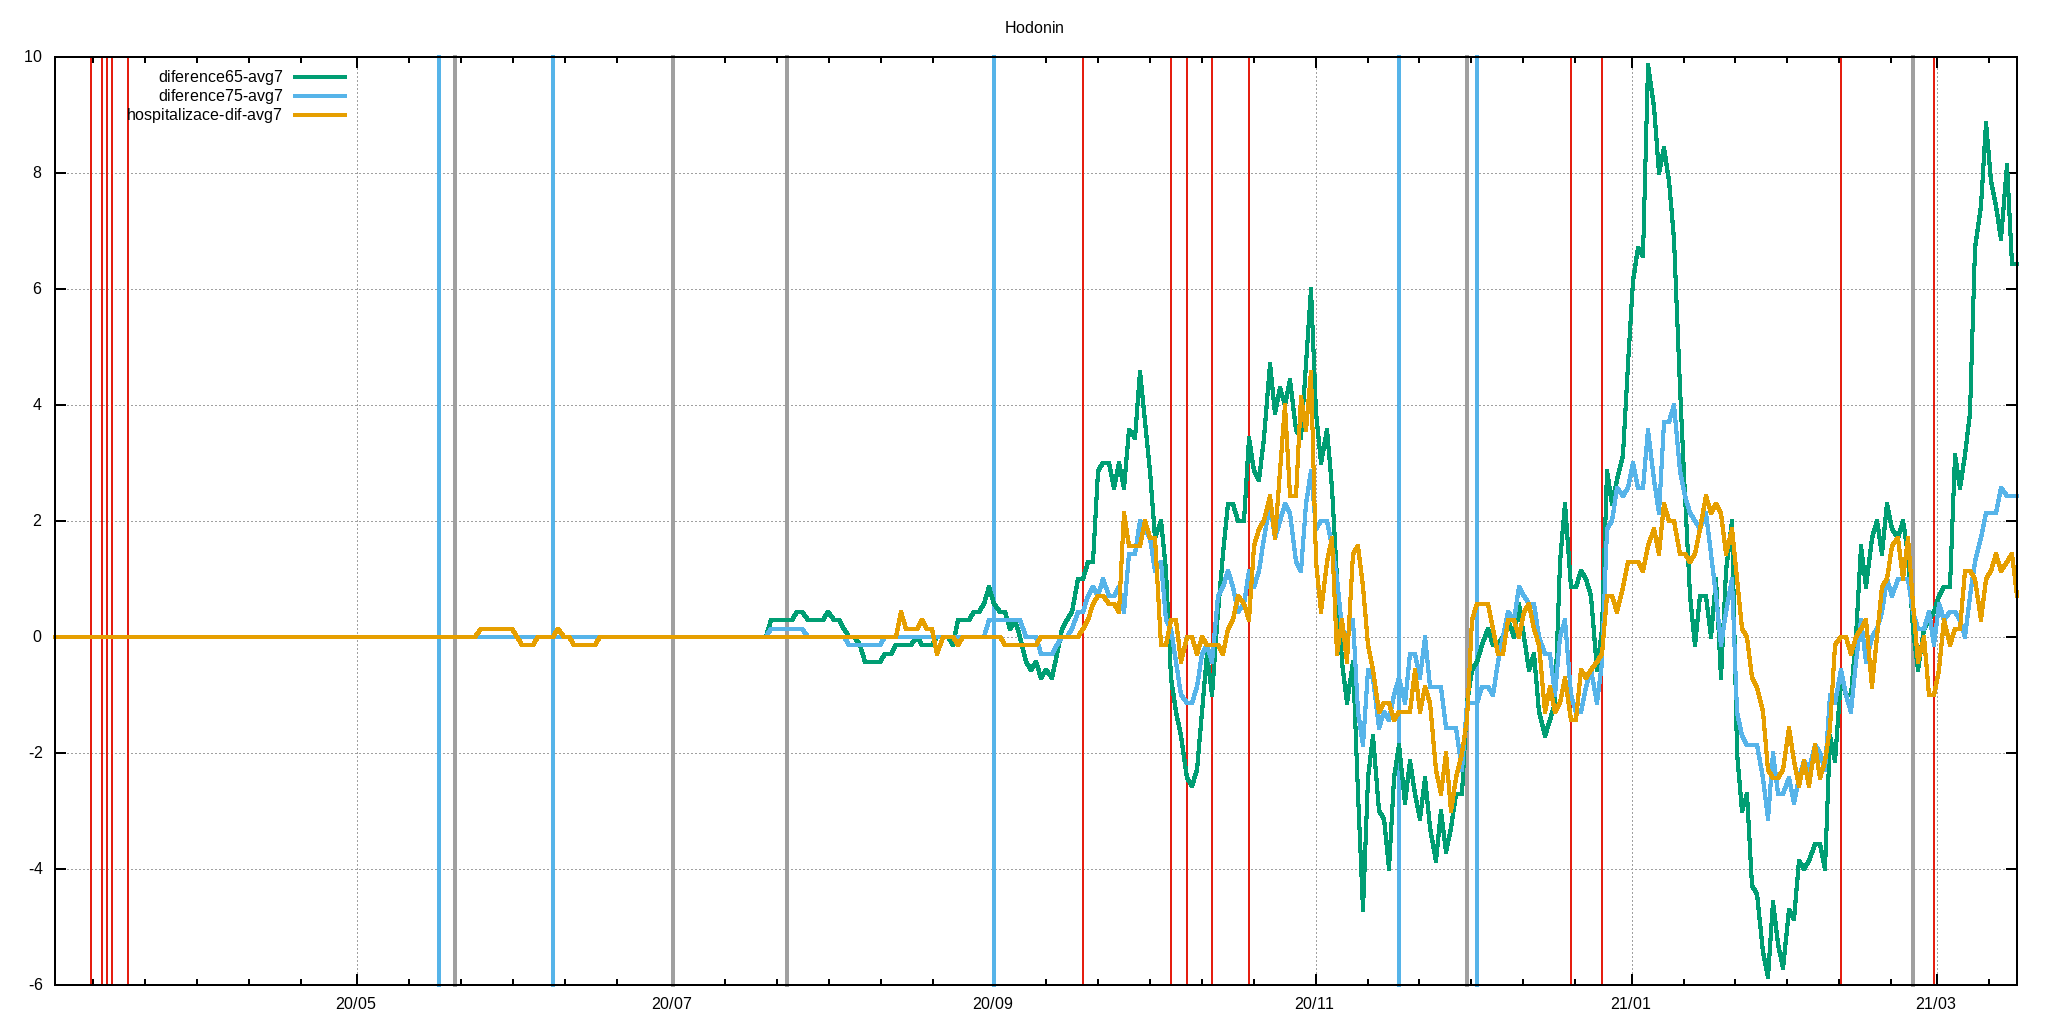 Hodonin
10
diference65-avg7
diference75-avg7
hospitalizace-dif-avg7
8
6
4
2
0
-2
-4
-6
20/05 20/07 20/09 20/11 21/01 21/03